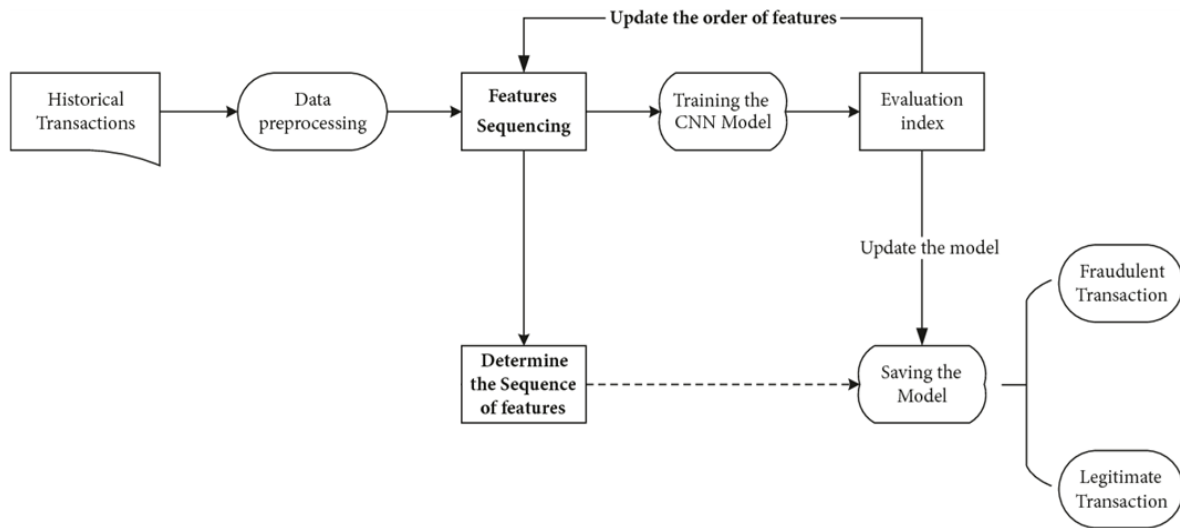 Update the order of features
Historical
Transactions
Data
preprocessing
Features
Sequencing
Training the
CNN Model
Evaluation
index
Update the model
Fraudulent
Transaction
Determine
the Sequence
of features
Saving the
Model
Legitimate
Transaction